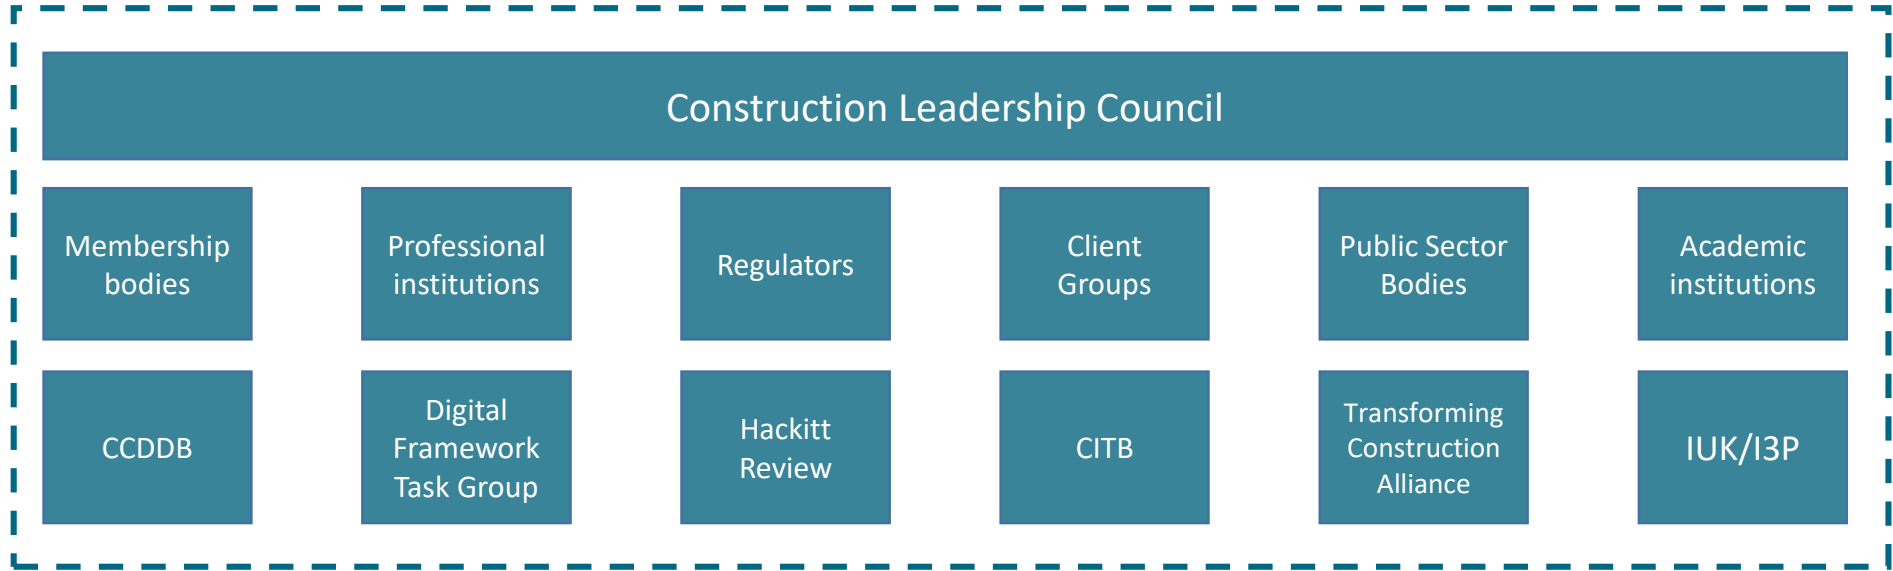 Construction Leadership Council
Membership
bodies
Professional
institutions
Regulators
Client
Groups
Public Sector
Bodies
Academic
institutions
CCDDB
Digital
Framework
Task Group
Hackitt
Review
CITB
Transforming
Construction
Alliance
IUK/I3P